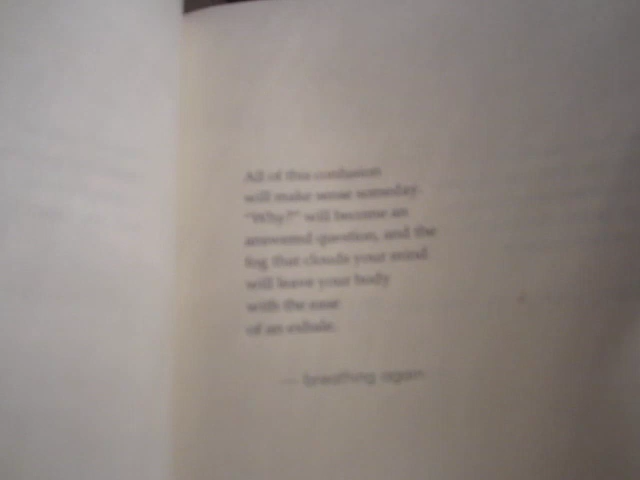 All of this confusion
will make sense someday.
"Why?" will become an
answered question, and the
fog that clouds your mind
will leave your body
with the ease
of an exhale.
— breathing again